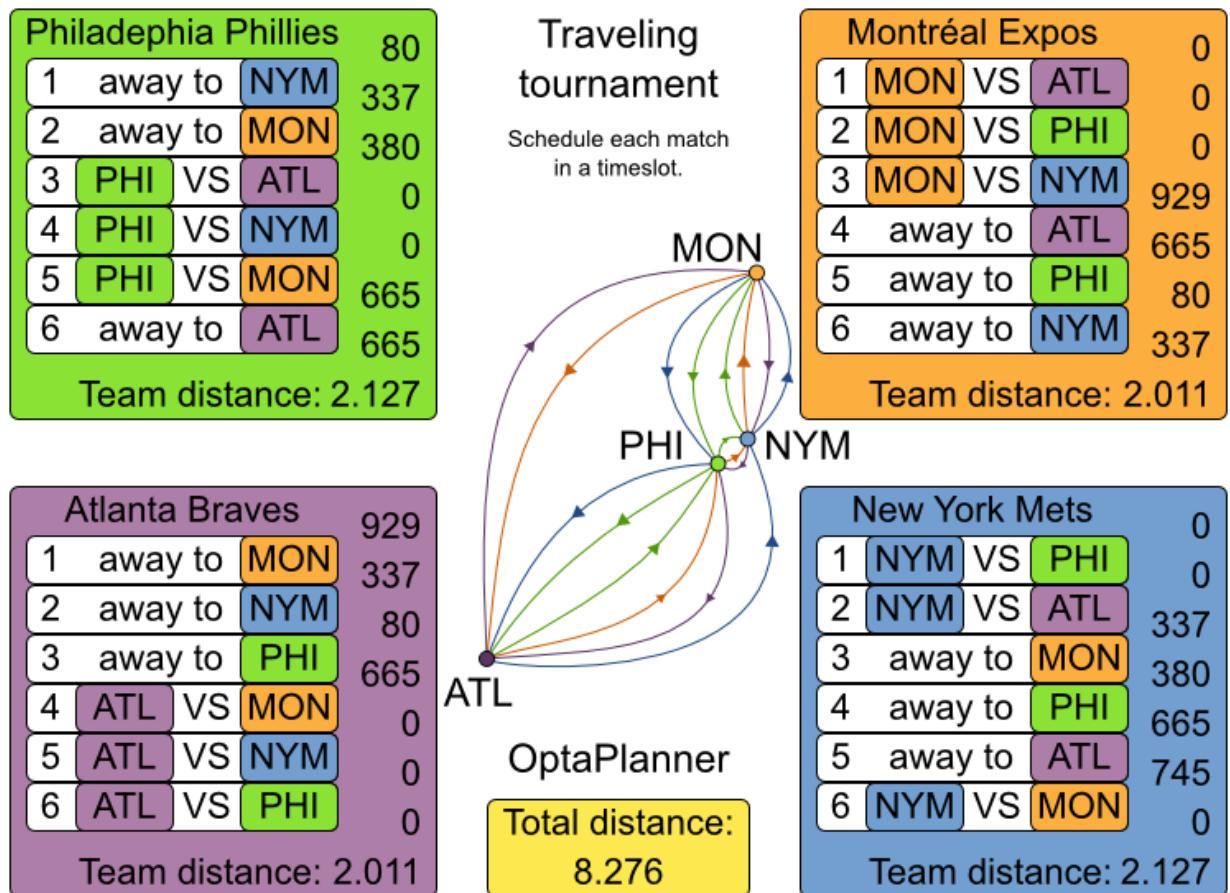 Philadephia Phillies
80
1 away to NYM
337
2 away to MON
380
3 PHI VS ATL
0
4 PHI VS NYM
0
5 PHI VS MON
665
6 away to ATL
665
Team distance: 2.127
Traveling
tournament
Schedule each match
in a timeslot.
Montréal Expos
0
1 MON VS ATL
0
2 MON VS PHI
0
3 MON VS NYM
929
4 away to ATL
665
5 away to PHI
80
6 away to NYM
337
Team distance: 2.011
MON
PHI
NYM
ATL
Atlanta Braves
929
1 away to MON
337
2 away to NYM
80
3 away to PHI
665
4 ATL VS MON
0
5 ATL VS NYM
0
6 ATL VS PHI
0
Team distance: 2.011
OptaPlanner
Total distance:
8.276
New York Mets
0
1 NYM VS PHI
0
2 NYM VS ATL
337
3 away to MON
380
4 away to PHI
665
5 away to ATL
745
6 NYM VS MON
0
Team distance: 2.127